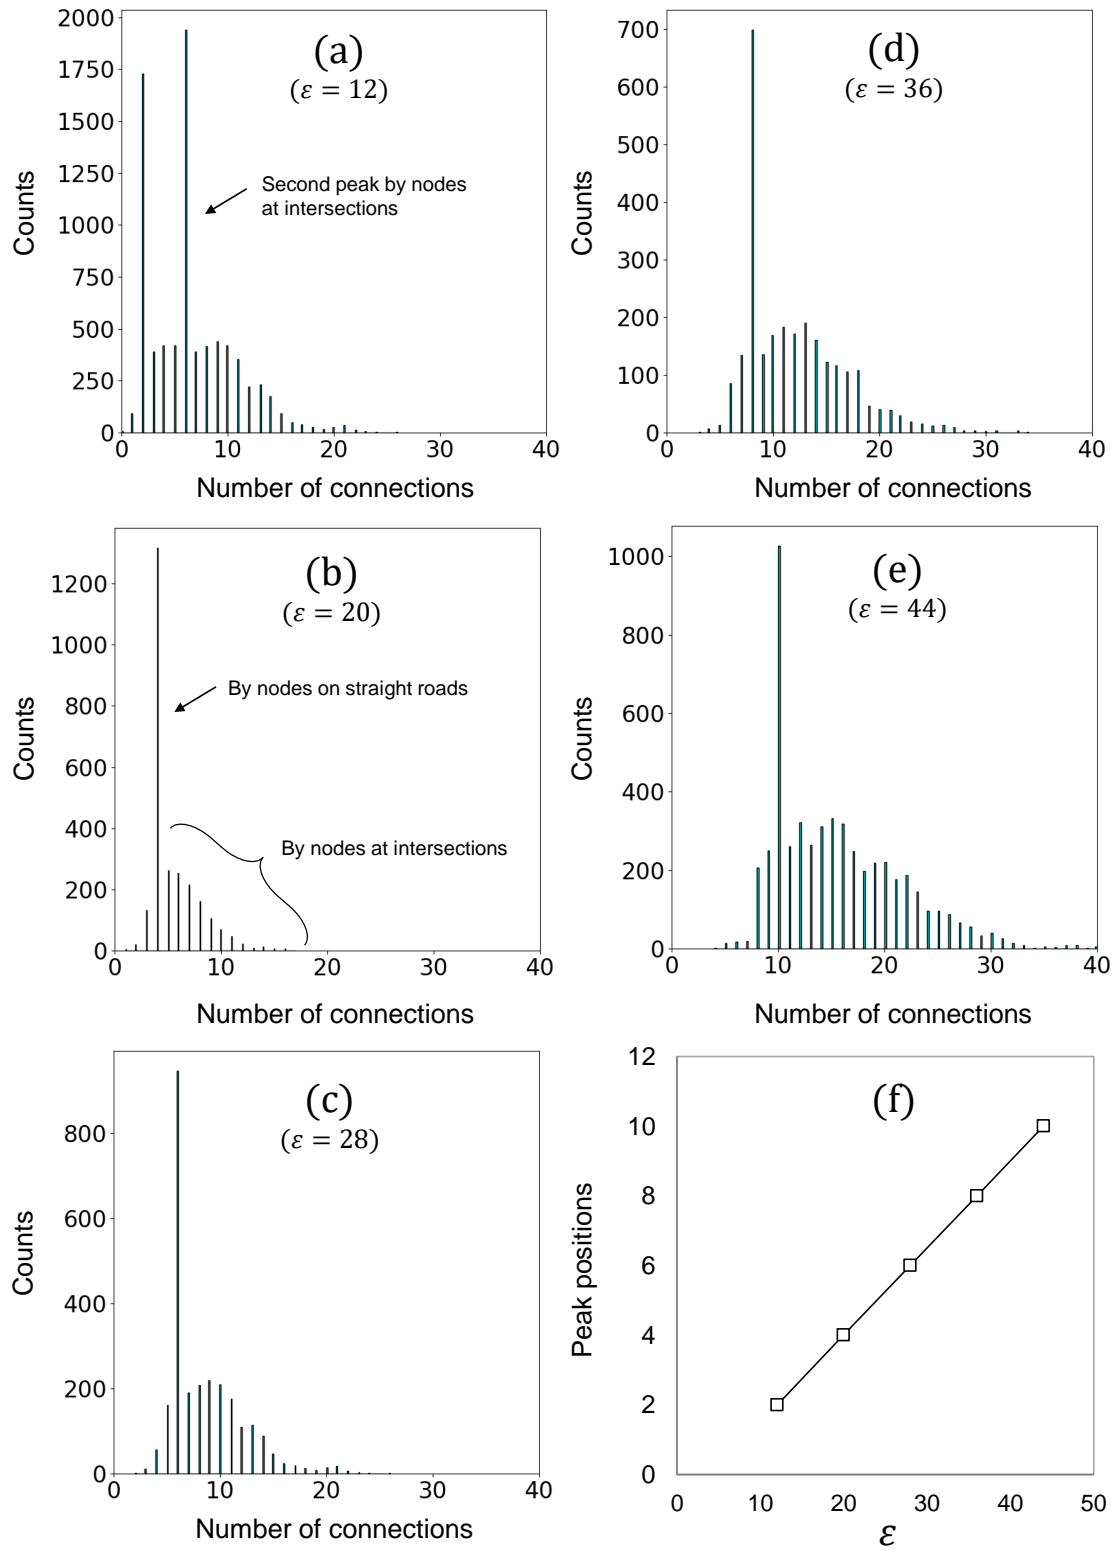 2000
1750
1500
1250
1000
750
500
250
0
Counts
(a)
(ε = 12)
Second peak by nodes
at intersections
0 10 20 30 40
Number of connections
700
600
500
400
300
200
100
0
Counts
(d)
(ε = 36)
0 10 20 30 40
Number of connections
1200
1000
800
600
400
200
0
Counts
(b)
(ε = 20)
By nodes on straight roads
By nodes at intersections
0 10 20 30 40
Number of connections
1000
800
600
400
200
0
Counts
(e)
(ε = 44)
0 10 20 30 40
Number of connections
800
600
400
200
0
Counts
(c)
(ε = 28)
0 10 20 30 40
Number of connections
12
10
8
6
4
2
0
Peak positions
(f)
0 10 20 30 40 50
ε